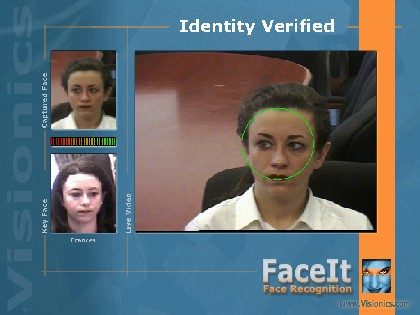 Identity Verified
Visionics
Captured Face
Key Face
Frances
Live Video
FaceIt
Face Recognition
www.Visionics.com